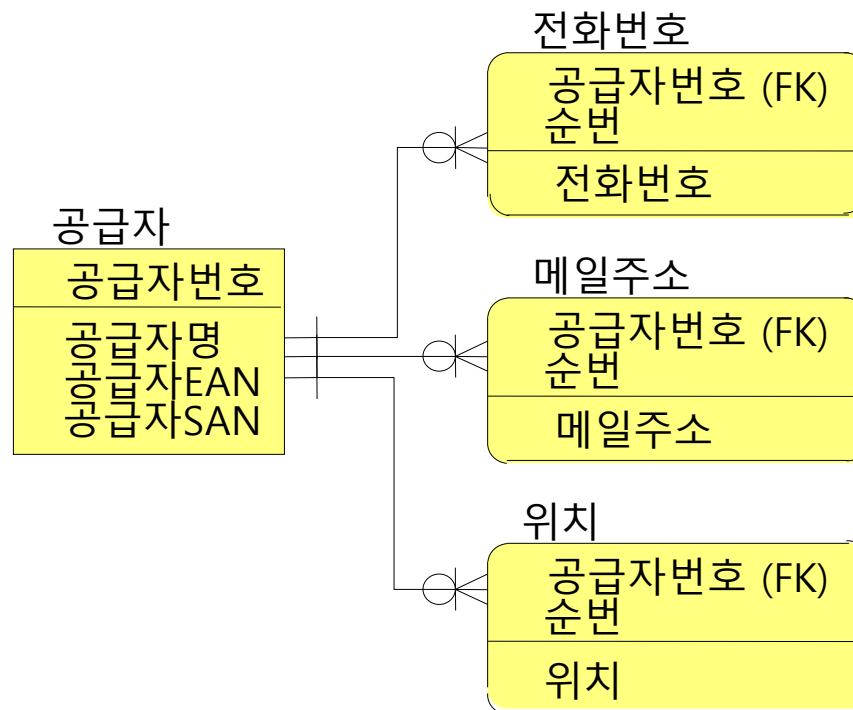 공급자
공급자번호
공급자명
공급자EAN
공급자SAN
전화번호
공급자번호 (FK)
순번
전화번호
메일주소
공급자번호 (FK)
순번
메일주소
위치
공급자번호 (FK)
순번
위치